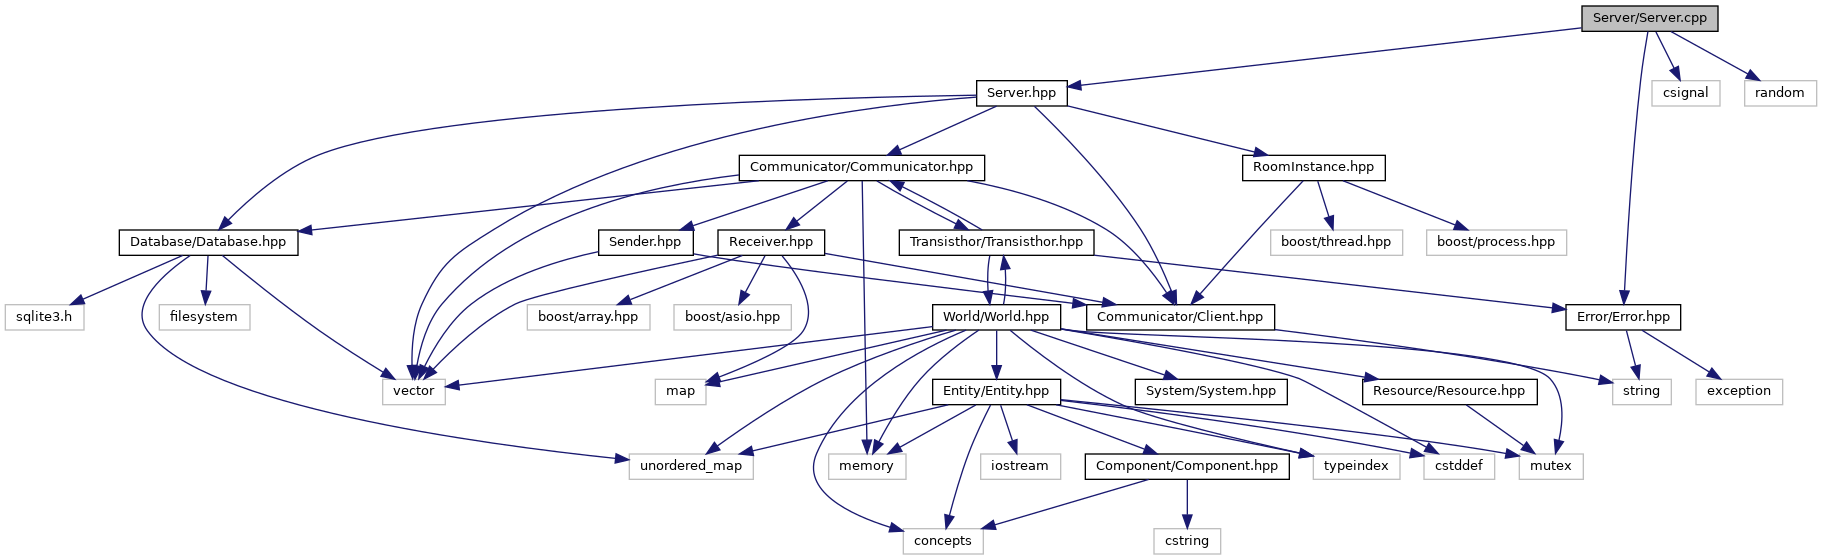 Server/Server.cpp
Server.hpp
csignal
random
Communicator/Communicator.hpp
RoomInstance.hpp
Database/Database.hpp
Sender.hpp
Receiver.hpp
Transisthor/Transisthor.hpp
boost/thread.hpp
boost/process.hpp
sqlite3.h
filesystem
boost/array.hpp
boost/asio.hpp
World/World.hpp
Communicator/Client.hpp
Error/Error.hpp
vector
map
Entity/Entity.hpp
System/System.hpp
Resource/Resource.hpp
string
exception
unordered_map
memory
iostream
Component/Component.hpp
typeindex
cstddef
mutex
concepts
cstring